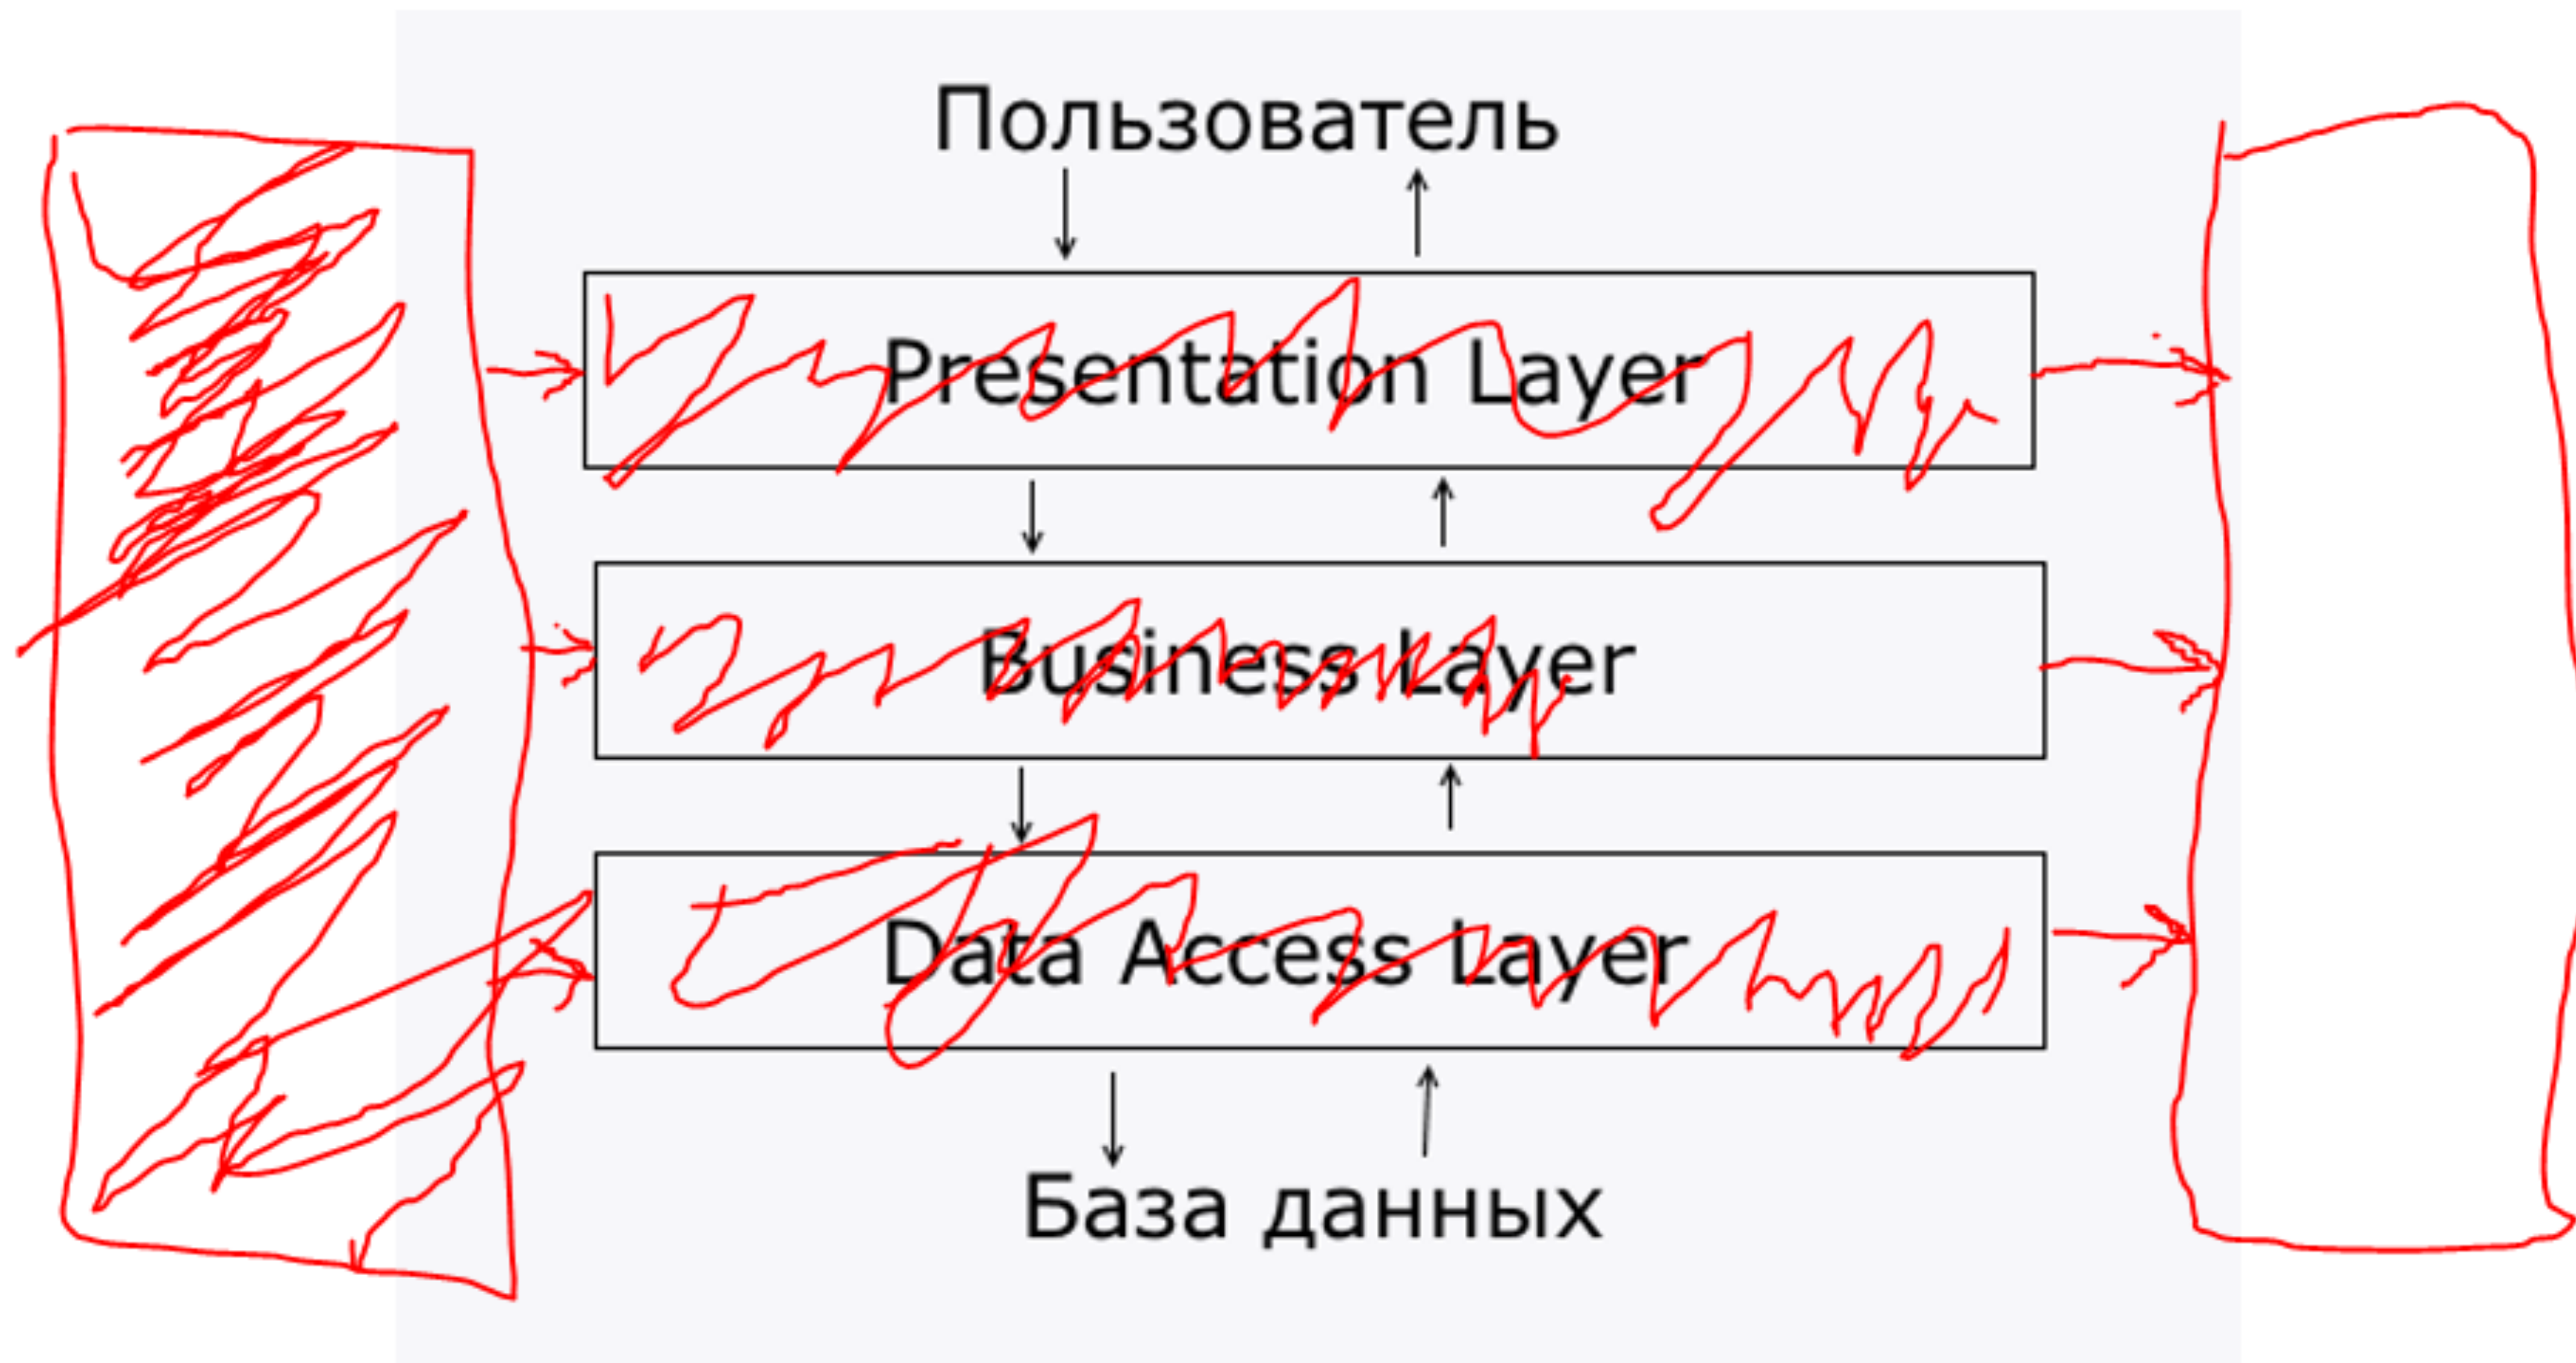 Пользователь
Presentation Layer
Business Layer
Data Access Layer
База данных